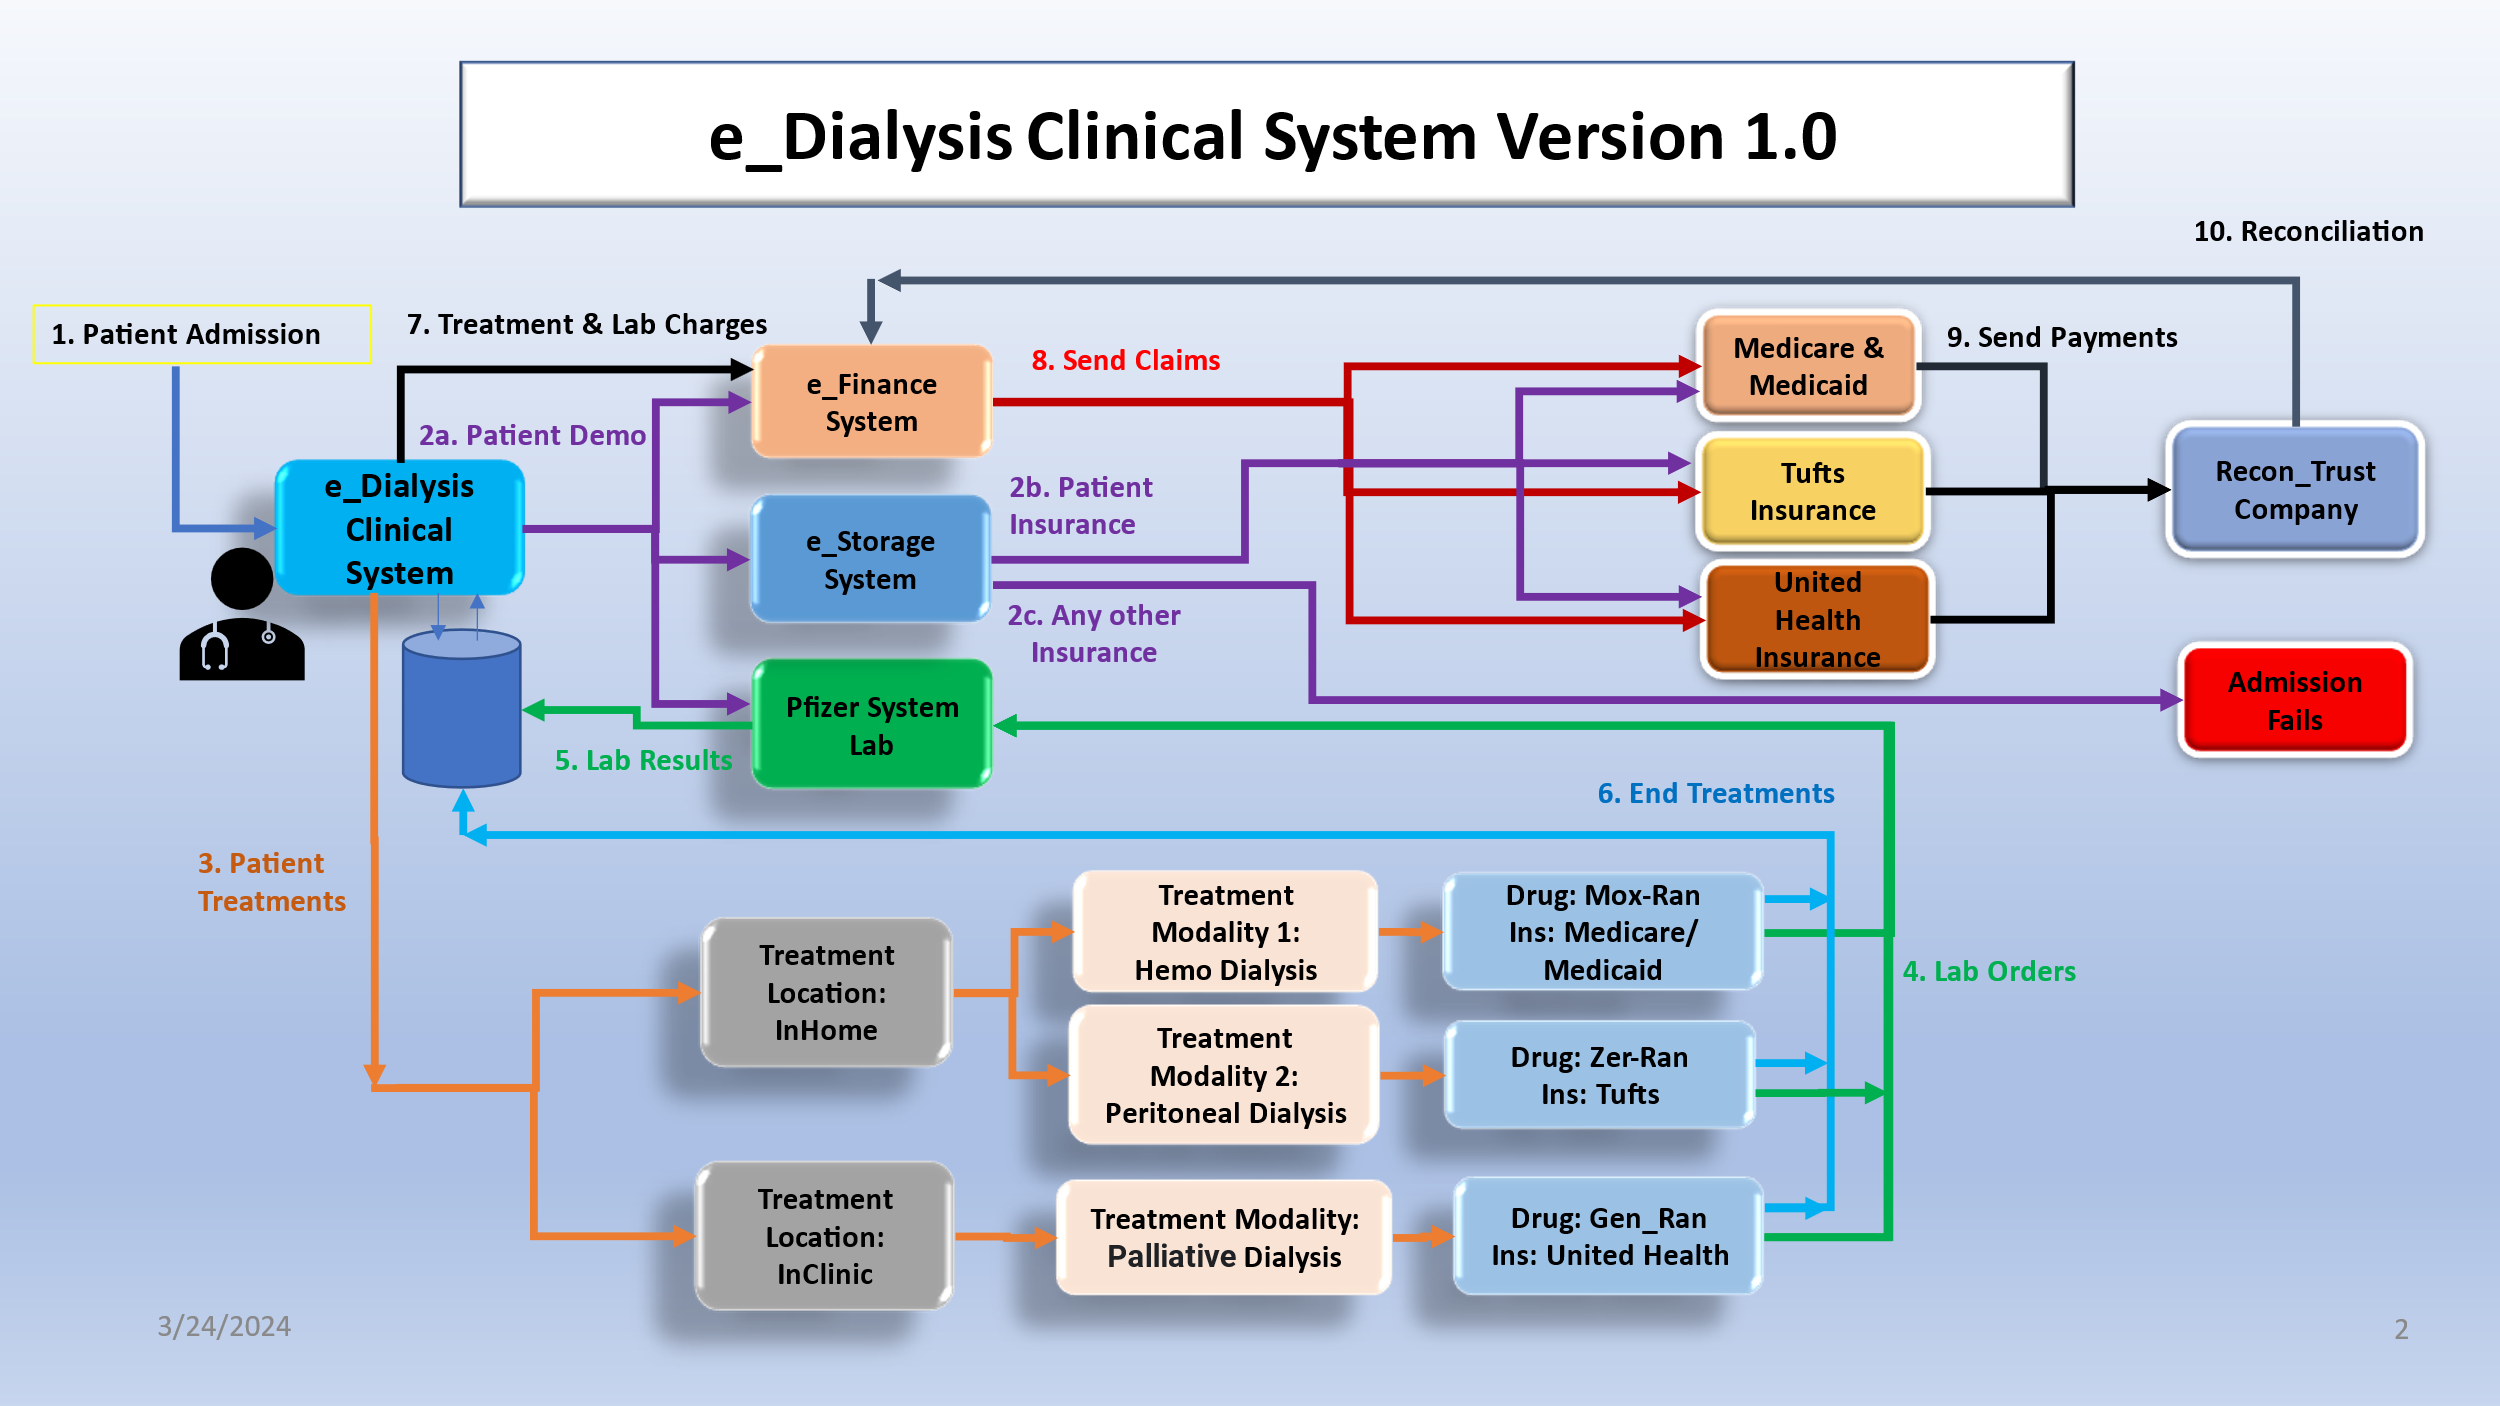 e_Dialysis Clinical System Version 1.0
10. Reconciliation
1. Patient Admission
7. Treatment & Lab Charges
2a. Patient Demo
e_Dialysis
Clinical
System
e_Finance
System
8. Send Claims
e_Storage
System
2b. Patient
Insurance
2c. Any other
Insurance
Pfizer System
Lab
5. Lab Results
Medicare &
Medicaid
9. Send Payments
Tufts
Insurance
United
Health
Insurance
Recon_Trust
Company
Admission
Fails
6. End Treatments
3. Patient
Treatments
Treatment
Location:
InHome
Treatment
Modality 1:
Hemo Dialysis
Drug: Mox-Ran
Ins: Medicare/
Medicaid
4. Lab Orders
Treatment
Modality 2:
Peritoneal Dialysis
Drug: Zer-Ran
Ins: Tufts
Treatment
Location:
InClinic
Treatment Modality:
Palliative Dialysis
Drug: Gen_Ran
Ins: United Health
3/24/2024
2